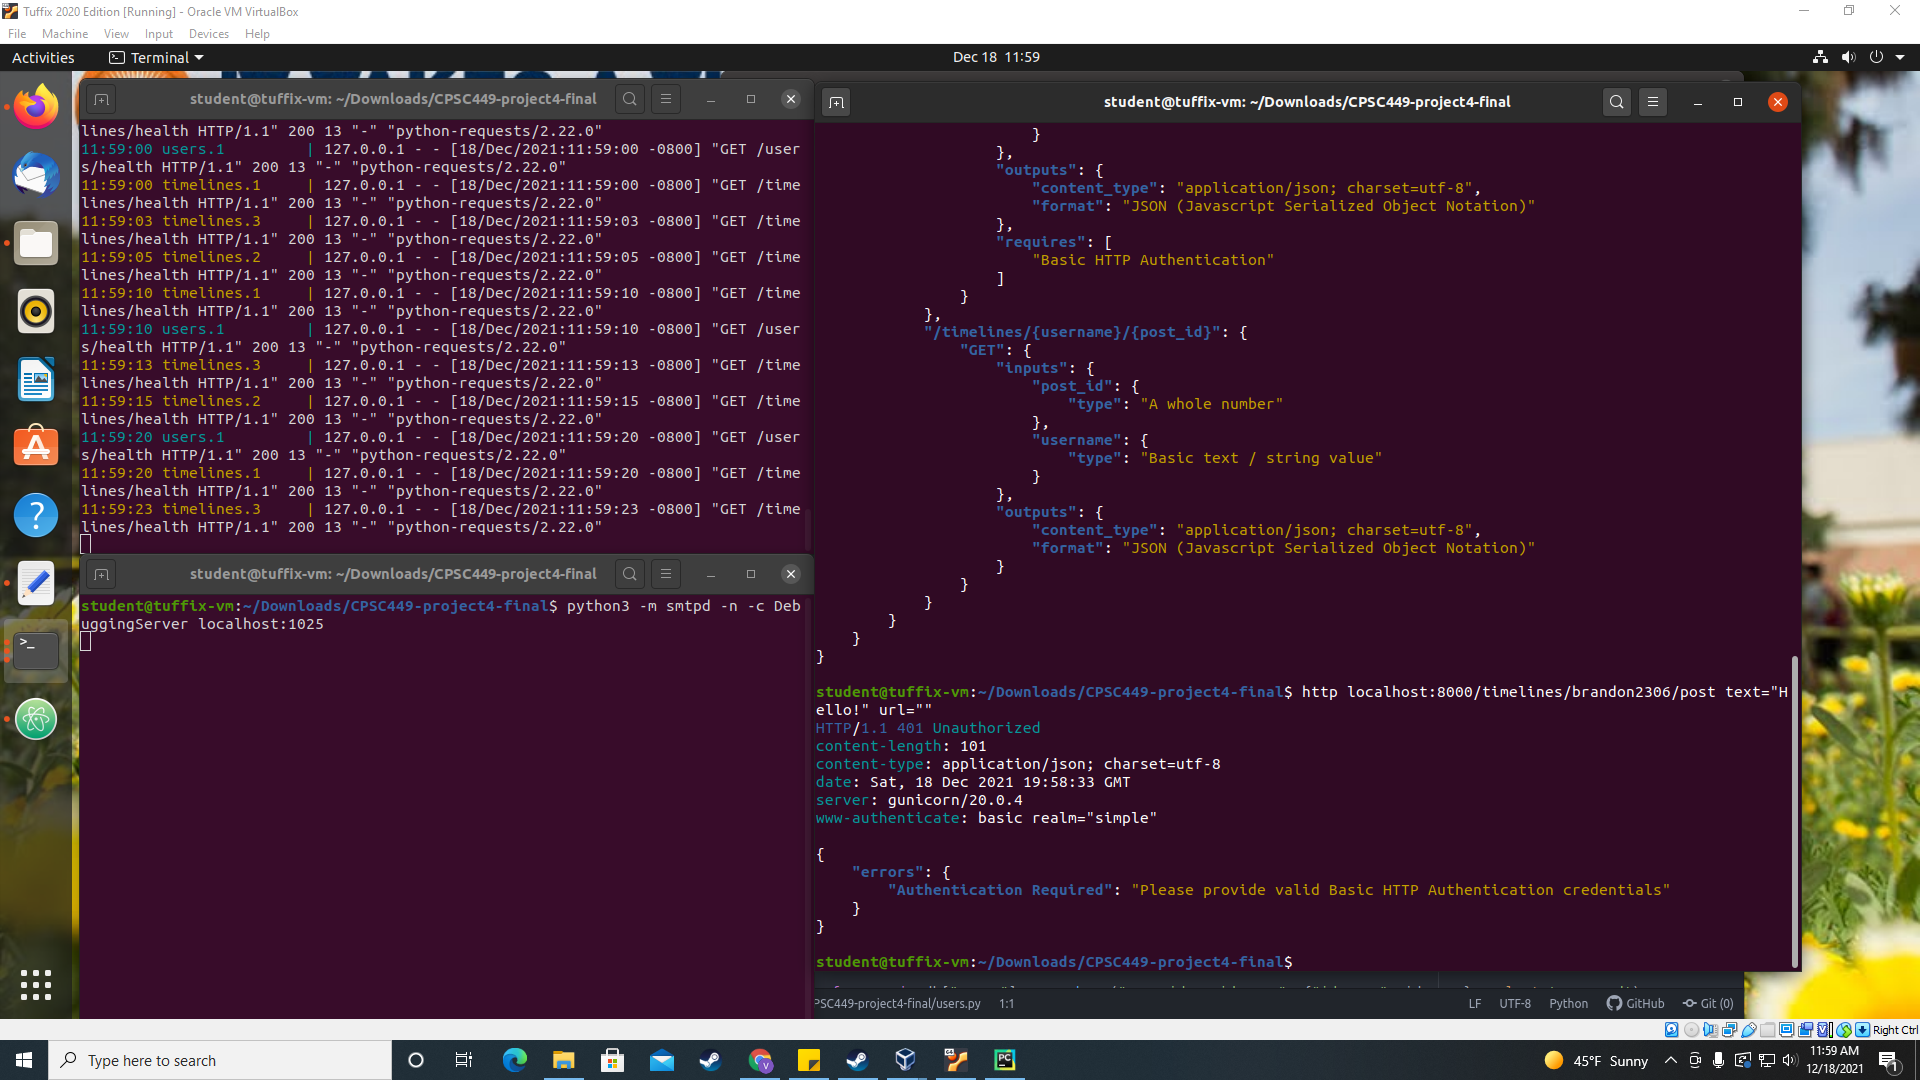 Tuffix 2020 Edition [Running] - Oracle VM VirtualBox
File Machine View Input Devices Help
Activities Terminal Dec 18 11:59
student@tuffix-vm: ~/Downloads/CPSC449-project4-final
lines/health HTTP/1.1" 200 13 "-" "python-requests/2.22.0"
11:59:00 users.1 | 127.0.0.1 - - [18/Dec/2021:11:59:00 -0800] "GET /user
s/health HTTP/1.1" 200 13 "-" "python-requests/2.22.0"
11:59:00 timelines.1 | 127.0.0.1 - - [18/Dec/2021:11:59:00 -0800] "GET /time
lines/health HTTP/1.1" 200 13 "-" "python-requests/2.22.0"
11:59:03 timelines.3 | 127.0.0.1 - - [18/Dec/2021:11:59:03 -0800] "GET /time
lines/health HTTP/1.1" 200 13 "-" "python-requests/2.22.0"
11:59:05 timelines.2 | 127.0.0.1 - - [18/Dec/2021:11:59:05 -0800] "GET /time
lines/health HTTP/1.1" 200 13 "-" "python-requests/2.22.0"
11:59:10 timelines.1 | 127.0.0.1 - - [18/Dec/2021:11:59:10 -0800] "GET /time
lines/health HTTP/1.1" 200 13 "-" "python-requests/2.22.0"
11:59:10 users.1 | 127.0.0.1 - - [18/Dec/2021:11:59:10 -0800] "GET /user
s/health HTTP/1.1" 200 13 "-" "python-requests/2.22.0"
11:59:13 timelines.3 | 127.0.0.1 - - [18/Dec/2021:11:59:13 -0800] "GET /time
lines/health HTTP/1.1" 200 13 "-" "python-requests/2.22.0"
11:59:15 timelines.2 | 127.0.0.1 - - [18/Dec/2021:11:59:15 -0800] "GET /time
lines/health HTTP/1.1" 200 13 "-" "python-requests/2.22.0"
11:59:20 users.1 | 127.0.0.1 - - [18/Dec/2021:11:59:20 -0800] "GET /user
s/health HTTP/1.1" 200 13 "-" "python-requests/2.22.0"
11:59:20 timelines.1 | 127.0.0.1 - - [18/Dec/2021:11:59:20 -0800] "GET /time
lines/health HTTP/1.1" 200 13 "-" "python-requests/2.22.0"
11:59:23 timelines.3 | 127.0.0.1 - - [18/Dec/2021:11:59:23 -0800] "GET /time
lines/health HTTP/1.1" 200 13 "-" "python-requests/2.22.0"
student@tuffix-vm: ~/Downloads/CPSC449-project4-final
student@tuffix-vm:~/Downloads/CPSC449-project4-final$ python3 -m smtpd -n -c Deb
uggingServer localhost:1025
student@tuffix-vm: ~/Downloads/CPSC449-project4-final
}
},
"outputs": {
"content_type": "application/json; charset=utf-8",
"format": "JSON (Javascript Serialized Object Notation)"
},
"requires": [
"Basic HTTP Authentication"
]
}
},
"/timelines/{username}/{post_id}": {
"GET": {
"inputs": {
"post_id": {
"type": "A whole number"
},
"username": {
"type": "Basic text / string value"
}
},
"outputs": {
"content_type": "application/json; charset=utf-8",
"format": "JSON (Javascript Serialized Object Notation)"
}
}
}
}
}
}
student@tuffix-vm:~/Downloads/CPSC449-project4-final$ http localhost:8000/timelines/brandon2306/post text="H
ello!" url=""
HTTP/1.1 401 Unauthorized
content-length: 101
content-type: application/json; charset=utf-8
date: Sat, 18 Dec 2021 19:58:33 GMT
server: gunicorn/20.0.4
www-authenticate: basic realm="simple"
{
"errors": {
"Authentication Required": "Please provide valid Basic HTTP Authentication credentials"
}
}
student@tuffix-vm:~/Downloads/CPSC449-project4-final$
PSC449-project4-final/users.py 1:1 LF UTF-8 Python GitHub Git (0)
Right Ctrl
Type here to search 45°F Sunny 11:59 AM
12/18/2021
1